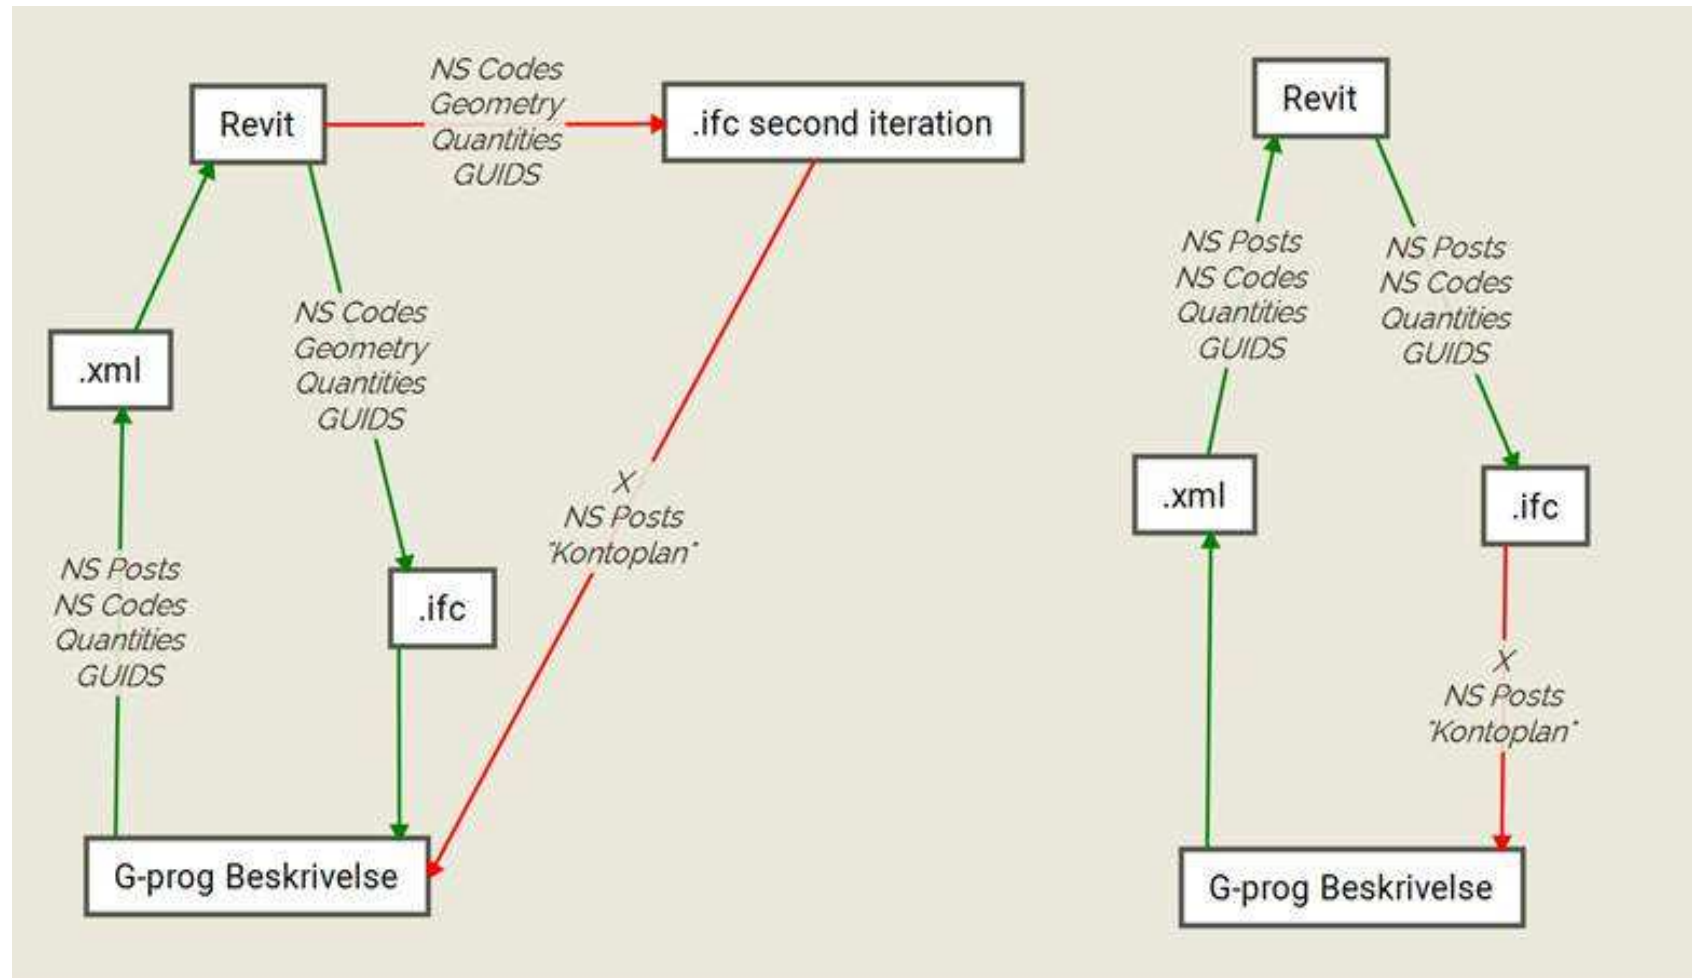 Revit
NS Codes
Geometry
Quantities
GUIDS
.ifc second iteration
NS Codes
Geometry
Quantities
GUIDS
.xml
X
NS Posts
"Kontoplan"
NS Posts
NS Codes
Quantities
GUIDS
.ifc
G-prog Beskrivelse
Revit
NS Posts
NS Codes
Quantities
GUIDS
NS Posts
NS Codes
Quantities
GUIDS
.xml
.ifc
X
NS Posts
"Kontoplan"
G-prog Beskrivelse